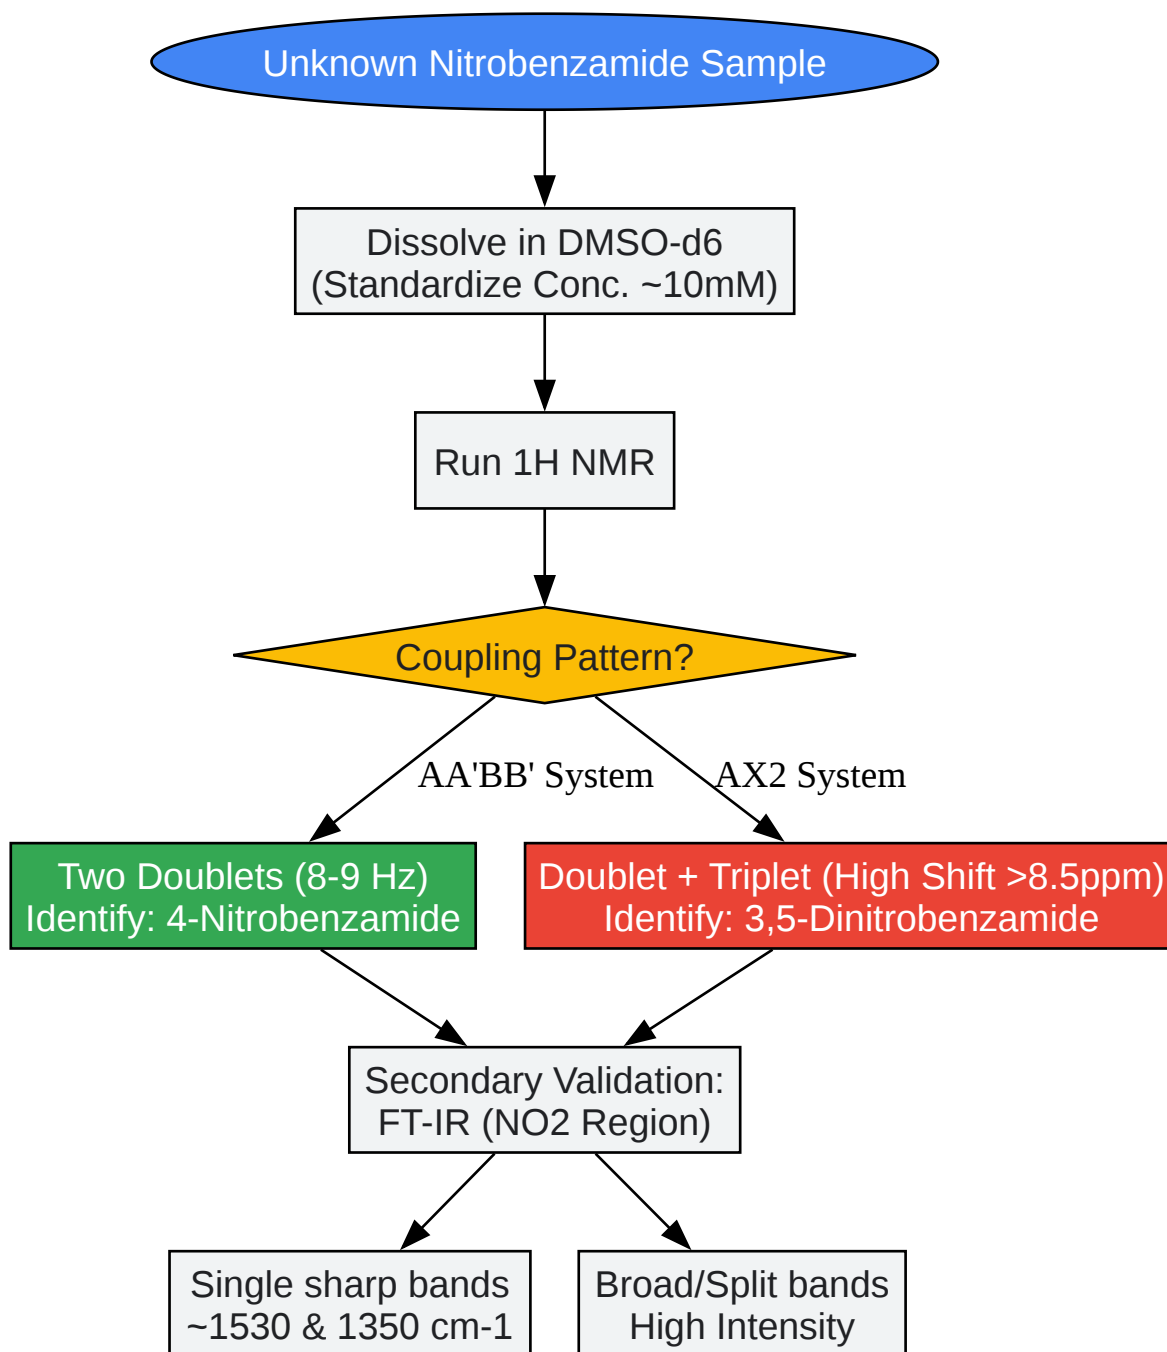 Unknown Nitrobenzamide Sample
Dissolve in DMSO-d6
(Standardize Conc. ~10mM)
Run 1H NMR
Coupling Pattern?
AA'BB' System
AX2 System
Two Doublets (8-9 Hz)
Identify: 4-Nitrobenzamide
Doublet + Triplet (High Shift >8.5ppm)
Identify: 3,5-Dinitrobenzamide
Secondary Validation:
FT-IR (NO2 Region)
Single sharp bands
~1530 & 1350 cm-1
Broad/Split bands
High Intensity